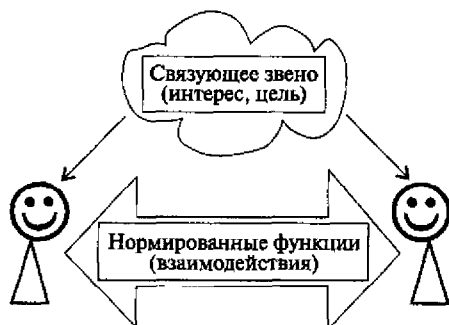 Связующее звено
(интерес, цель)
Нормированные функции
(взаимодействия)